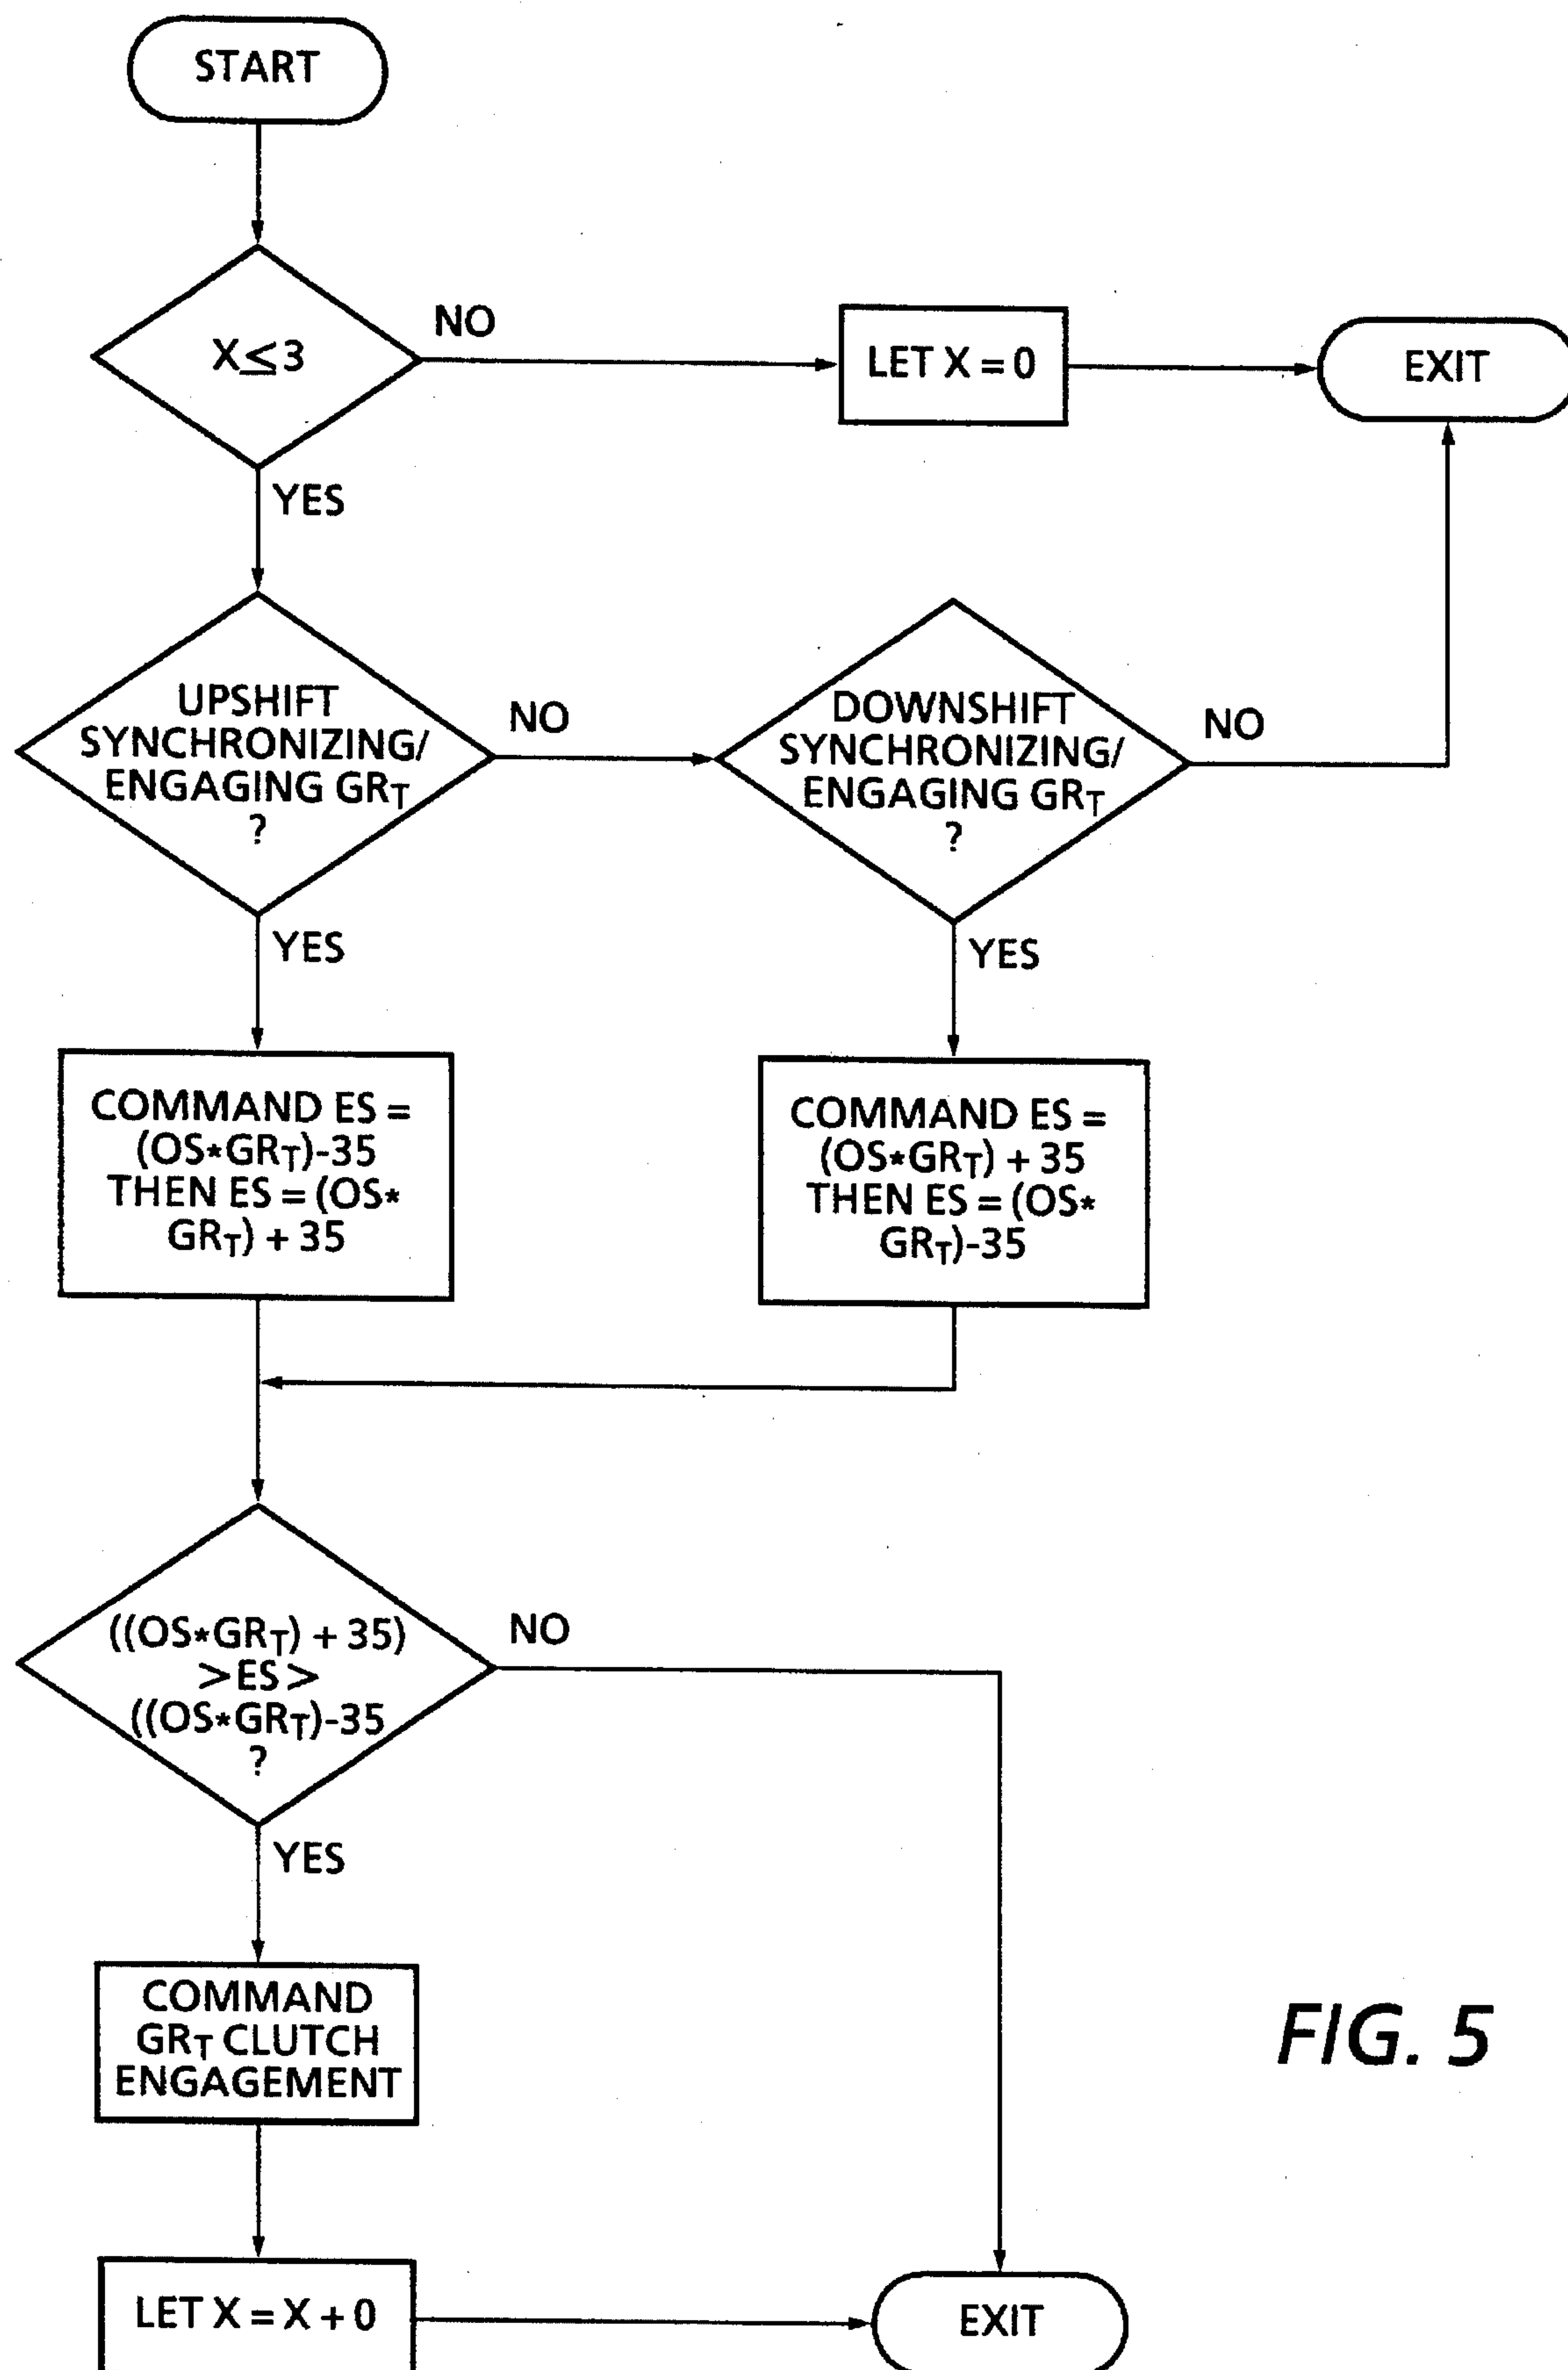 START
X≤3
NO
LET X = 0
EXIT
YES
UPSHIFT
SYNCHRONIZING/
ENGAGING GRT
?
NO
DOWNSHIFT
SYNCHRONIZING/
ENGAGING GRT
?
NO
YES
YES
COMMAND ES =
(OS*GRT)-35
THEN ES = (OS*
GRT) + 35
COMMAND ES =
(OS*GRT) + 35
THEN ES = (OS*
GRT)-35
((OS*GRT) + 35)
>ES >
((OS*GRT)-35
?
NO
YES
COMMAND
GRT CLUTCH
ENGAGEMENT
FIG. 5
LET X = X + 0
EXIT